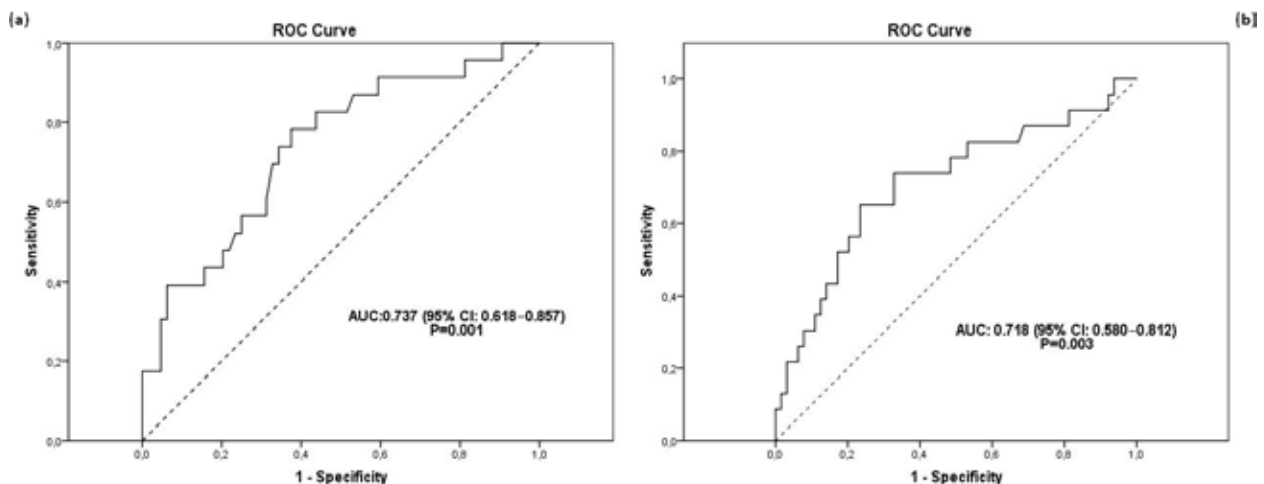 (a)
ROC Curve
1,0
0,8
0,6
0,4
0,2
0,0
Sensitivity
AUC:0.737 (95% CI: 0.618–0.857)
P=0.001
0,0 0,2 0,4 0,6 0,8 1,0
1 - Specificity
(b]
ROC Curve
1,0
0,8
0,6
0,4
0,2
0,0
Sensitivity
AUC: 0.718 (95% CI: 0.580–0.812)
P=0.003
0,0 0,2 0,4 0,6 0,8 1,0
1 - Specificity